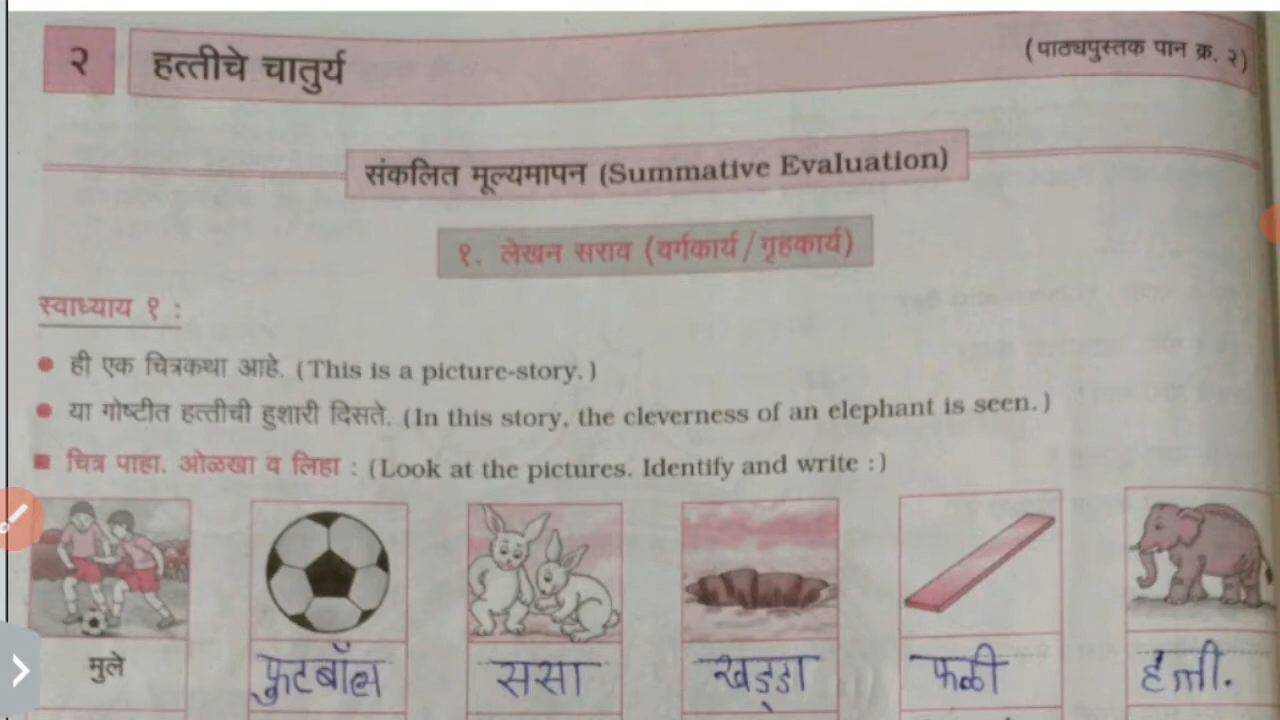 २ हत्तीचे चातुर्य (पाठ्यपुस्तक पान क्र. २)
संकलित मूल्यमापन (Summative Evaluation)
१. लेखन सराव (वर्गकार्य/गृहकार्य)
स्वाध्याय १ :
● ही एक चित्रकथा आहे. (This is a picture-story.)
● या गोष्टीत हत्तीची हुशारी दिसते. (In this story, the cleverness of an elephant is seen.)
■ चित्र पाहा. ओळखा व लिहा : (Look at the pictures. Identify and write :)
मुले फुटबॉल ससा खड्डा फळी हत्ती.